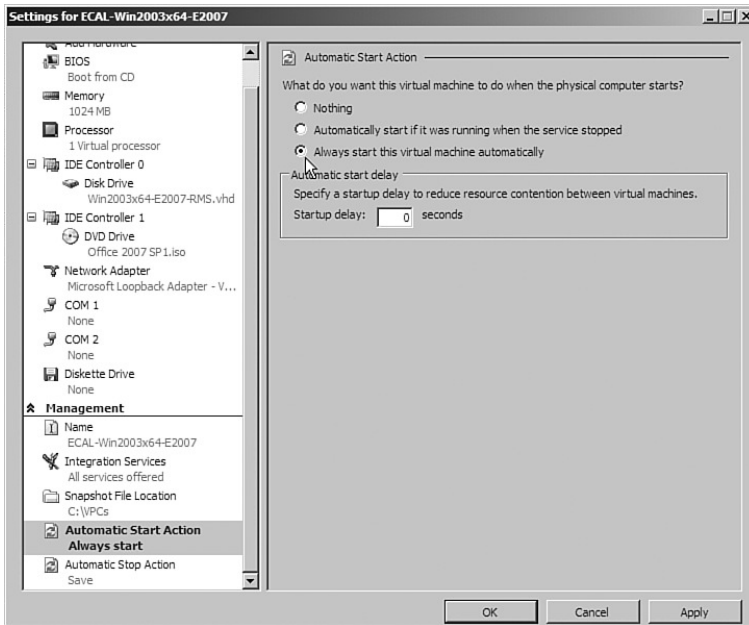 Settings for ECAL-Win2003x64-E2007
Add Hardware
BIOS
Boot from CD
Memory
1024 MB
Processor
1 Virtual processor
IDE Controller 0
Disk Drive
Win2003x64-E2007-RMS.vhd
IDE Controller 1
DVD Drive
Office 2007 SP1.iso
Network Adapter
Microsoft Loopback Adapter - V...
COM 1
None
COM 2
None
Diskette Drive
None
Management
Name
ECAL-Win2003x64-E2007
Integration Services
All services offered
Snapshot File Location
C:\VPCs
Automatic Start Action
Always start
Automatic Stop Action
Save
Automatic Start Action
What do you want this virtual machine to do when the physical computer starts?
Nothing
Automatically start if it was running when the service stopped
Always start this virtual machine automatically
Automatic start delay
Specify a startup delay to reduce resource contention between virtual machines.
Startup delay: 0 seconds
OK Cancel Apply